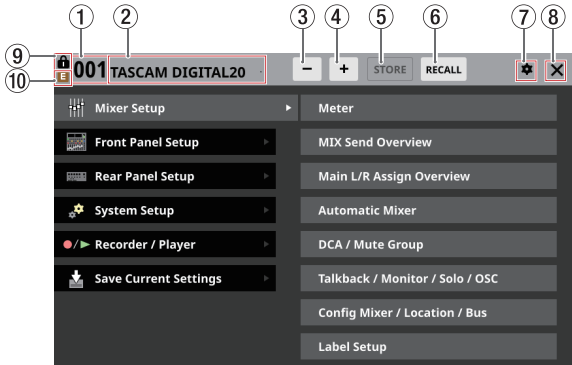 ① ② ③ ④ ⑤ ⑥ ⑦ ⑧
⑨
⑩
E 001 TASCAM DIGITAL20 - + STORE RECALL
Mixer Setup
Front Panel Setup
Rear Panel Setup
System Setup
Recorder / Player
Save Current Settings
Meter
MIX Send Overview
Main L/R Assign Overview
Automatic Mixer
DCA / Mute Group
Talkback / Monitor / Solo / OSC
Config Mixer / Location / Bus
Label Setup